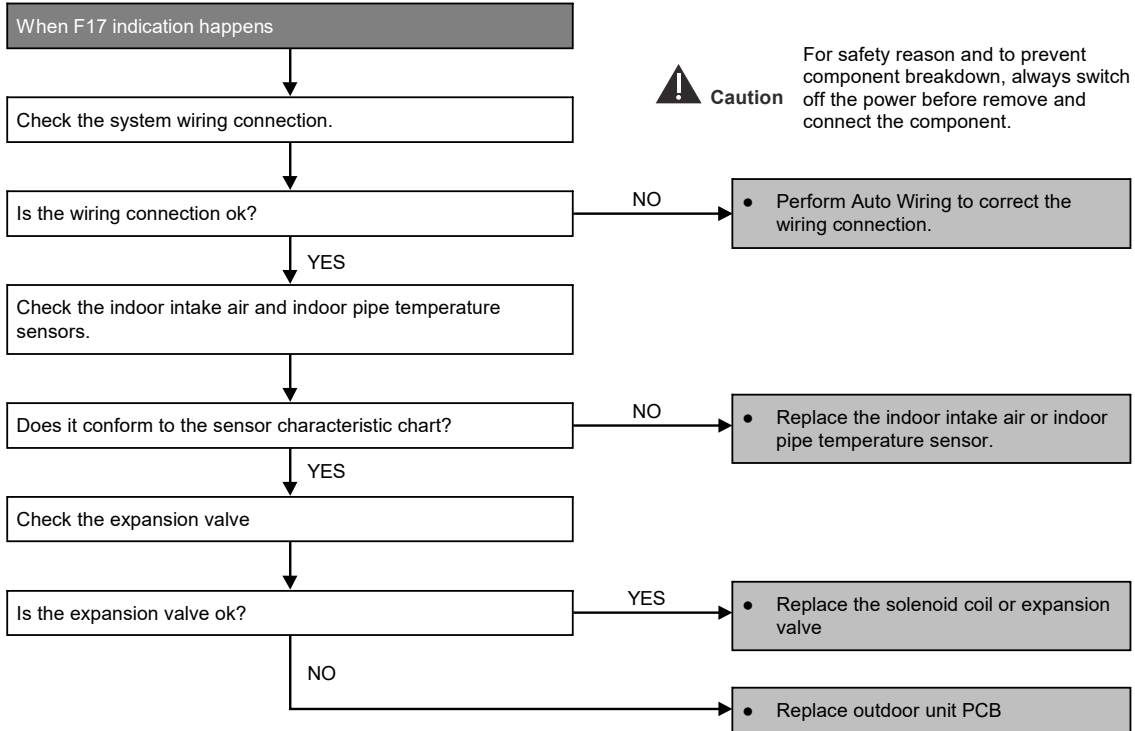 When F17 indication happens
For safety reason and to prevent
component breakdown, always switch
off the power before remove and
connect the component.
Caution
Check the system wiring connection.
Is the wiring connection ok?
NO
● Perform Auto Wiring to correct the
wiring connection.
YES
Check the indoor intake air and indoor pipe temperature
sensors.
Does it conform to the sensor characteristic chart?
NO
● Replace the indoor intake air or indoor
pipe temperature sensor.
YES
Check the expansion valve
Is the expansion valve ok?
YES
● Replace the solenoid coil or expansion
valve
NO
● Replace outdoor unit PCB